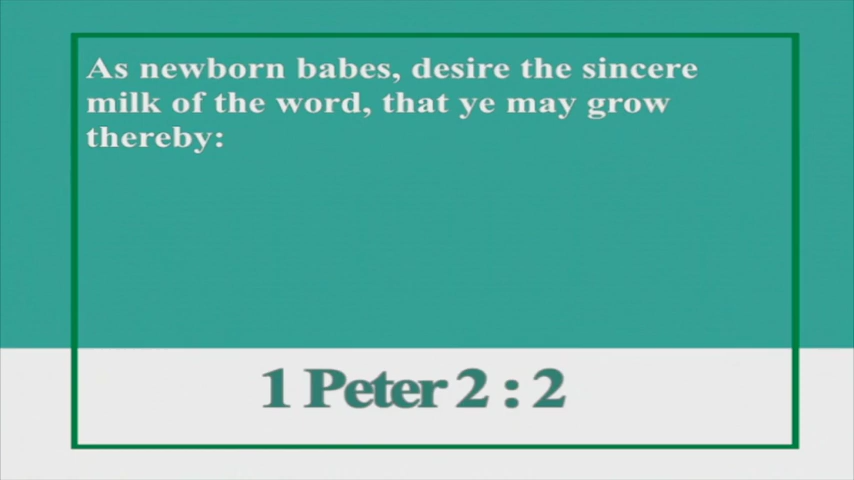 As newborn babes, desire the sincere
milk of the word, that ye may grow
thereby:
1 Peter 2 : 2